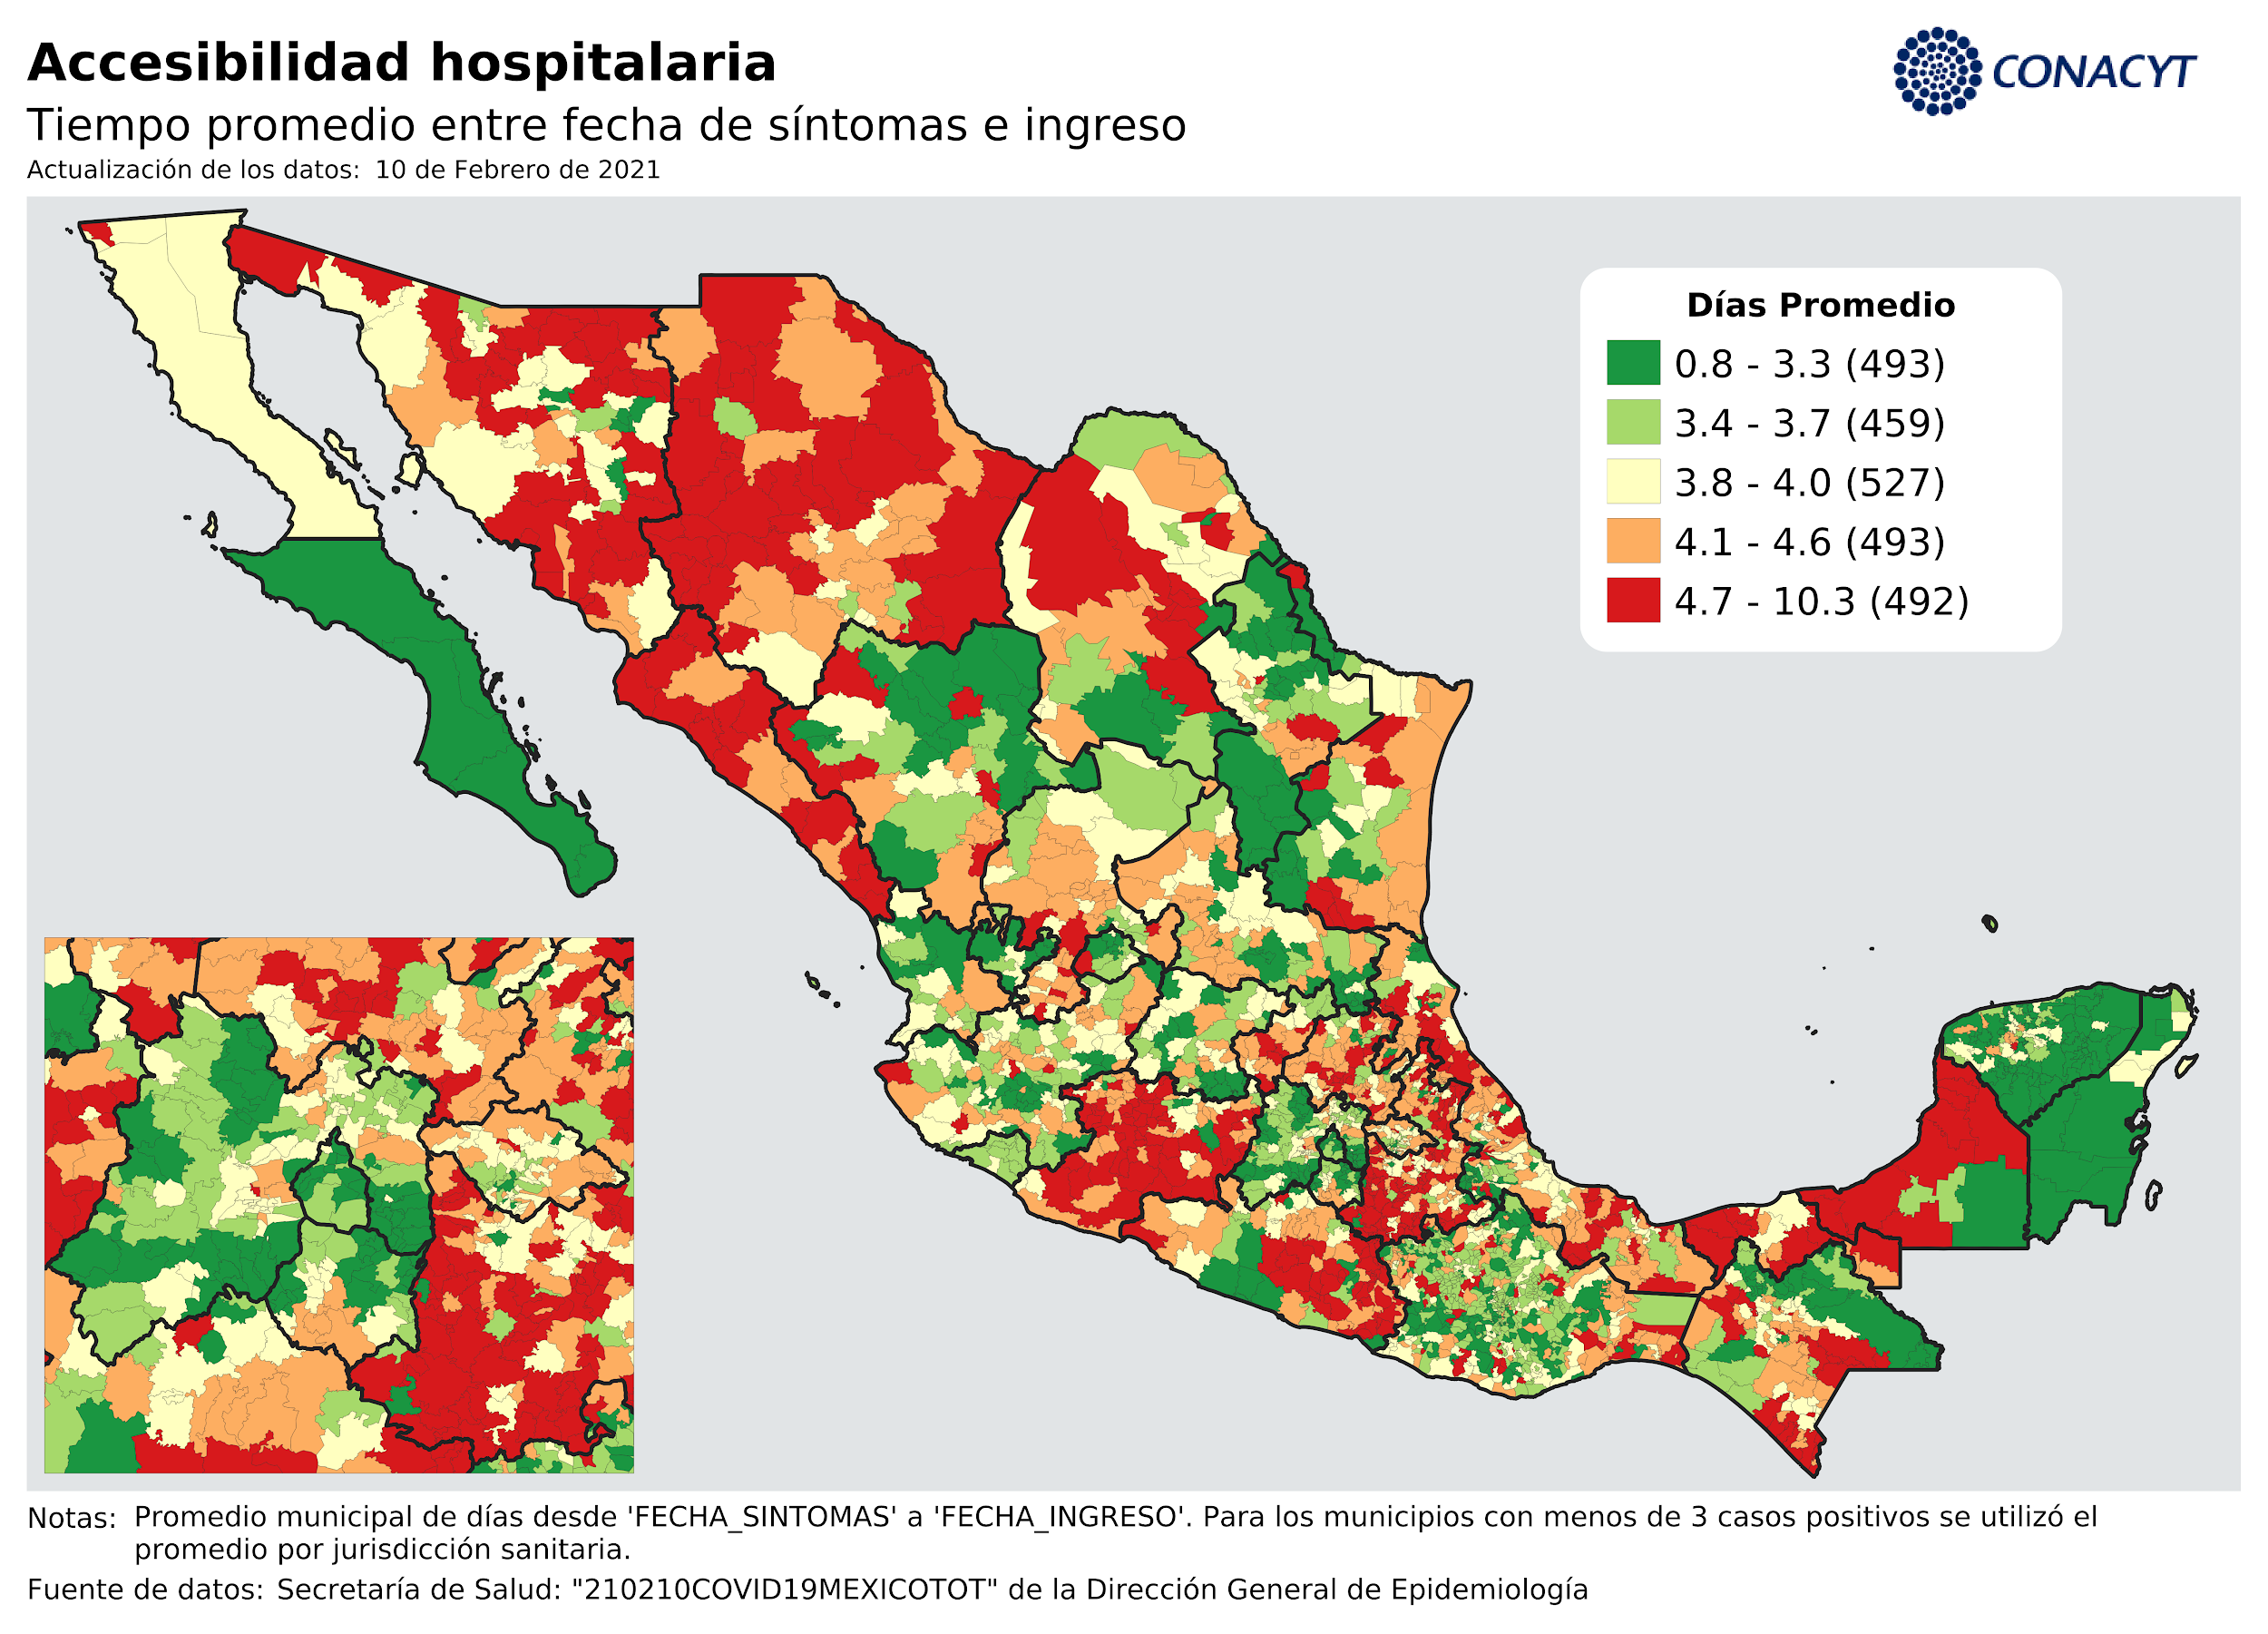 Accesibilidad hospitalaria
CONACYT
Tiempo promedio entre fecha de síntomas e ingreso
Actualización de los datos: 10 de Febrero de 2021
Días Promedio
0.8 - 3.3 (493)
3.4 - 3.7 (459)
3.8 - 4.0 (527)
4.1 - 4.6 (493)
4.7 - 10.3 (492)
Notas: Promedio municipal de días desde 'FECHA_SINTOMAS' a 'FECHA_INGRESO'. Para los municipios con menos de 3 casos positivos se utilizó el
promedio por jurisdicción sanitaria.
Fuente de datos: Secretaría de Salud: "210210COVID19MEXICOTOT" de la Dirección General de Epidemiología